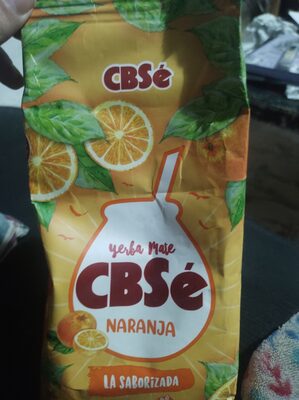 CBSé
yerba Mate
CBSé
NARANJA
LA SABORIZADA